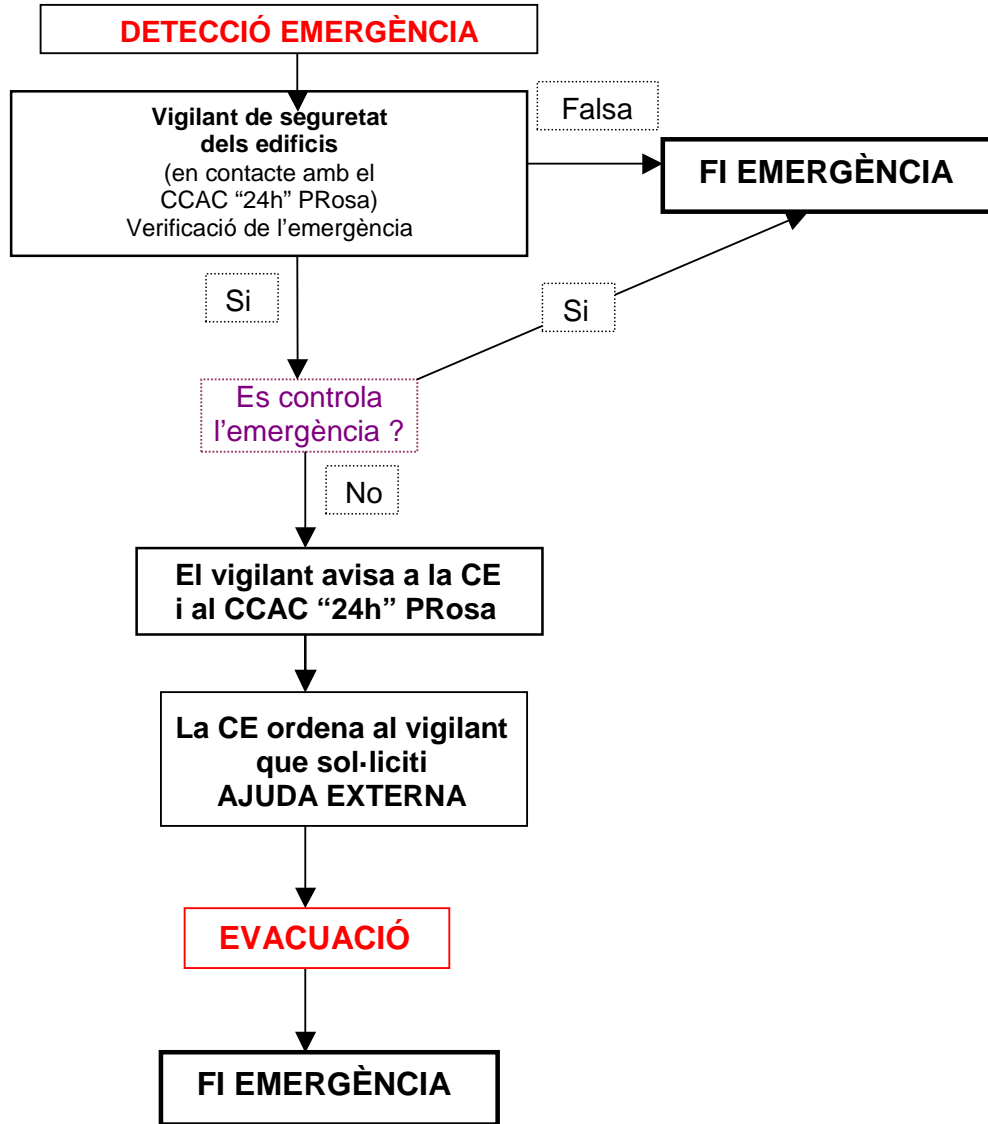 DETECCIÓ EMERGÈNCIA
Vigilant de seguretat
dels edificis
(en contacte amb el
CCAC “24h” PRosa)
Verificació de l’emergència
Falsa
FI EMERGÈNCIA
Si
Si
Es controla
l’emergència ?
No
El vigilant avisa a la CE
i al CCAC “24h” PRosa
La CE ordena al vigilant
que sol·liciti
AJUDA EXTERNA
EVACUACIÓ
FI EMERGÈNCIA